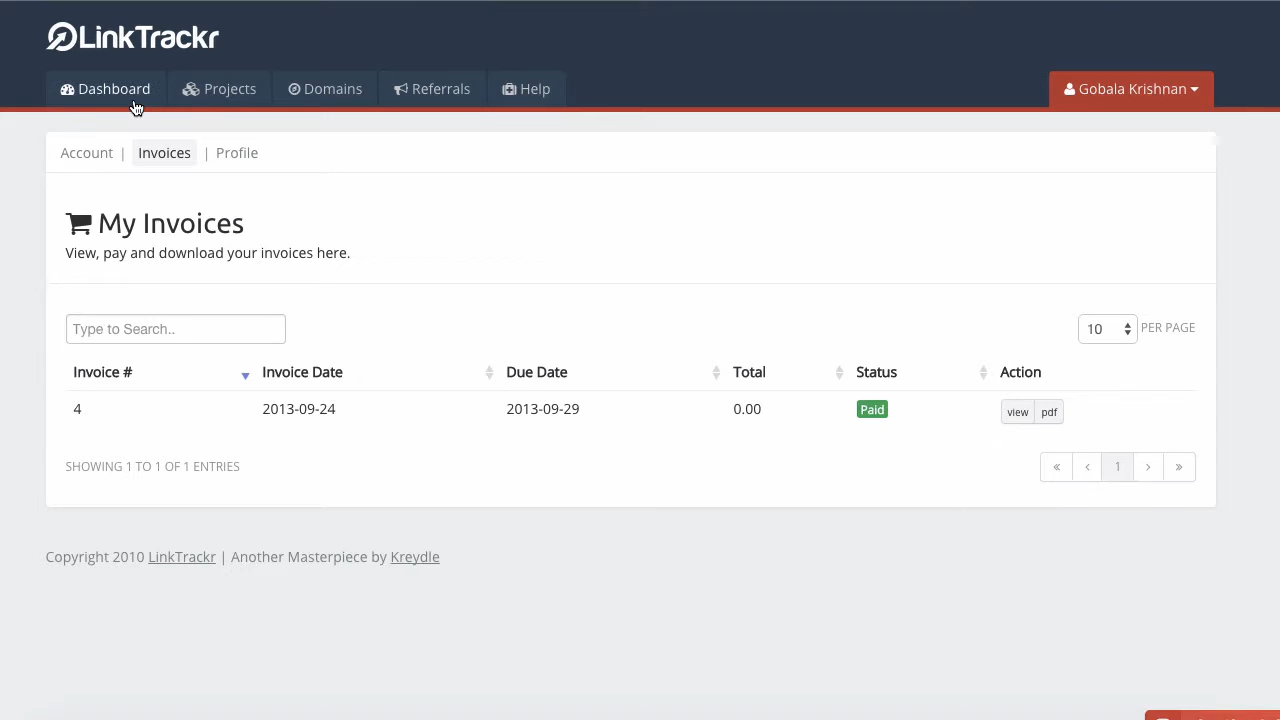 LinkTrackr
Dashboard Projects Domains Referrals Help Gobala Krishnan
Account | Invoices | Profile
My Invoices
View, pay and download your invoices here.
Type to Search.. 10 PER PAGE
Invoice # Invoice Date Due Date Total Status Action
4 2013-09-24 2013-09-29 0.00 Paid view pdf
SHOWING 1 TO 1 OF 1 ENTRIES « ‹ 1 › »
Copyright 2010 LinkTrackr | Another Masterpiece by Kreydle